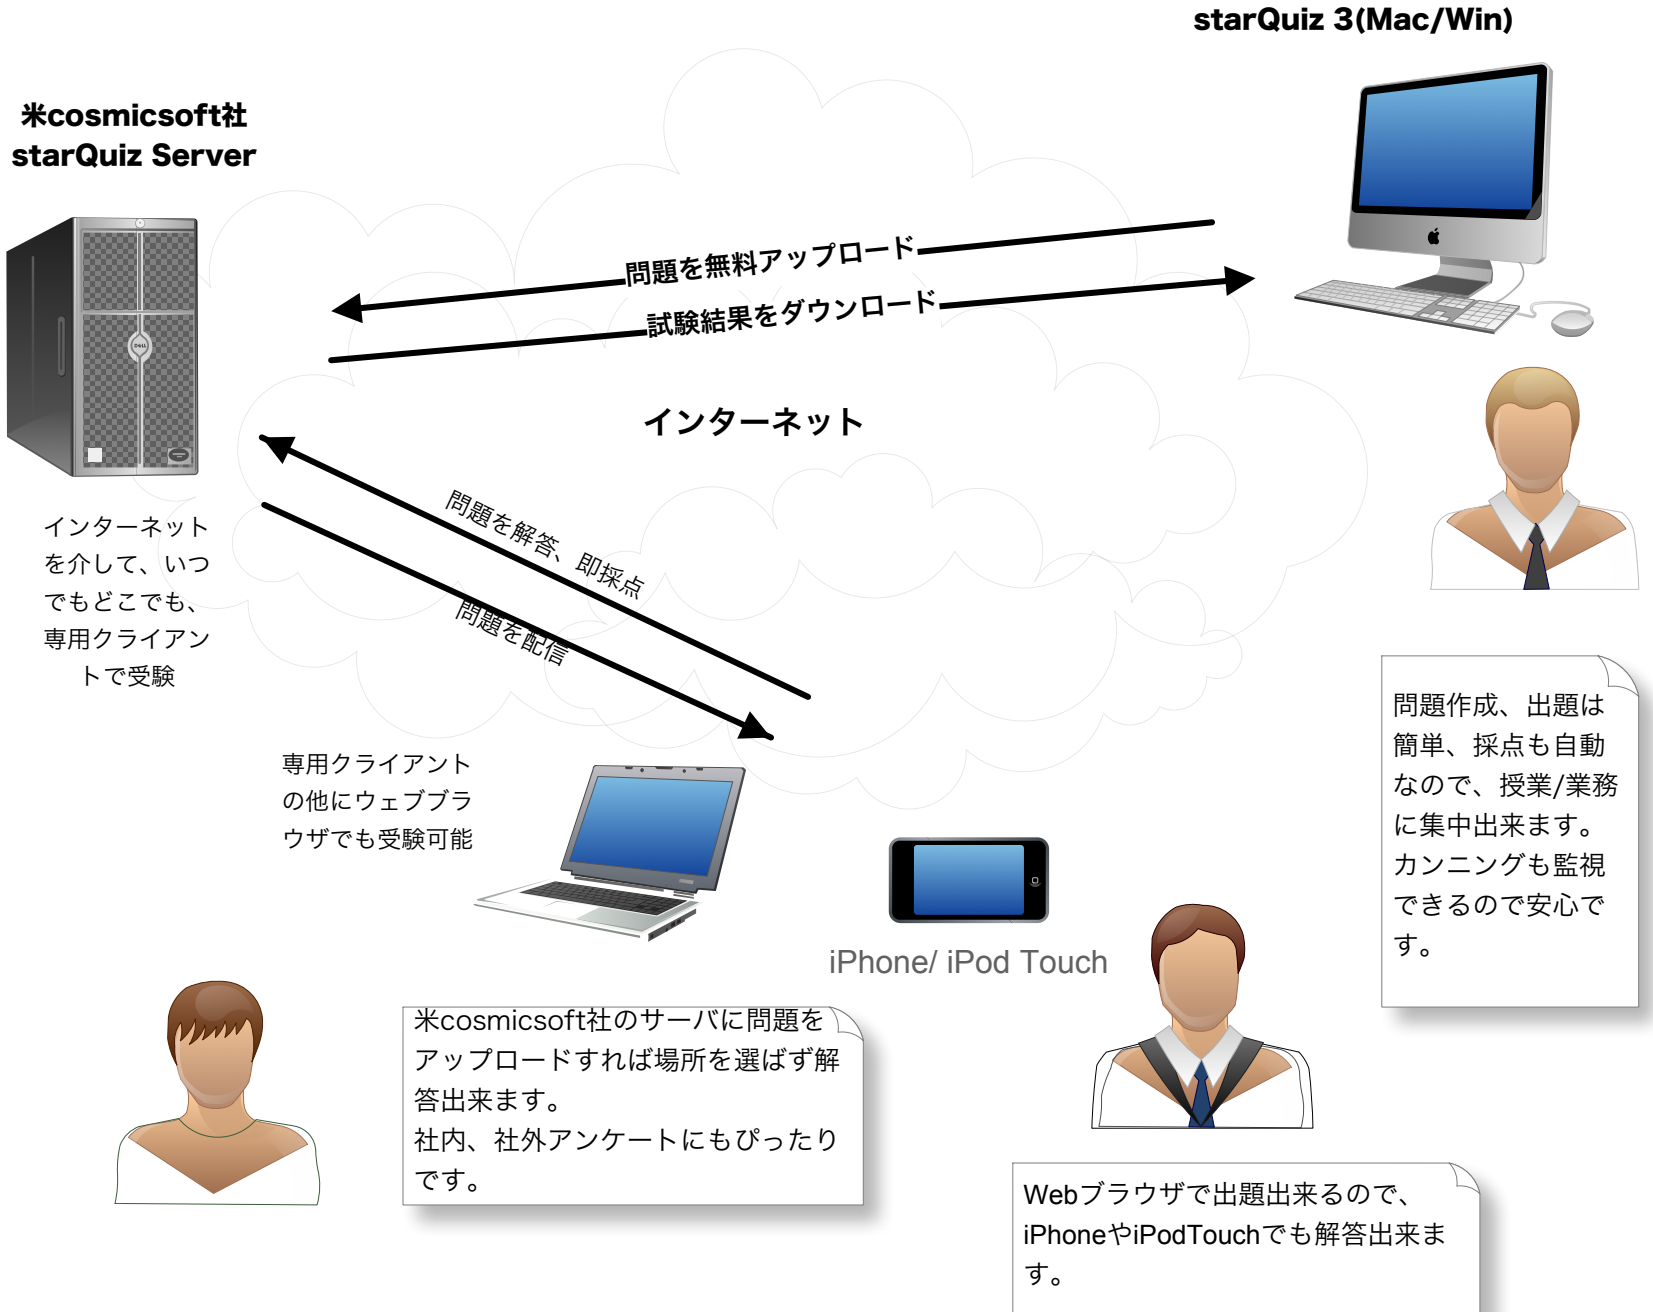 starQuiz 3(Mac/Win)
米cosmicsoft社
starQuiz Server
問題を無料アップロード
試験結果をダウンロード
インターネット
問題を解答、即採点
問題を配信
インターネット
を介して、いつ
でもどこでも、
専用クライアン
トで受験
専用クライアント
の他にウェブブラ
ウザでも受験可能
iPhone/ iPod Touch
問題作成、出題は
簡単、採点も自動
なので、授業/業務
に集中出来ます。
カンニングも監視
できるので安心で
す。
米cosmicsoft社のサーバに問題を
アップロードすれば場所を選ばず解
答出来ます。
社内、社外アンケートにもぴったり
です。
Webブラウザで出題出来るので、
iPhoneやiPodTouchでも解答出来ま
す。
DELL